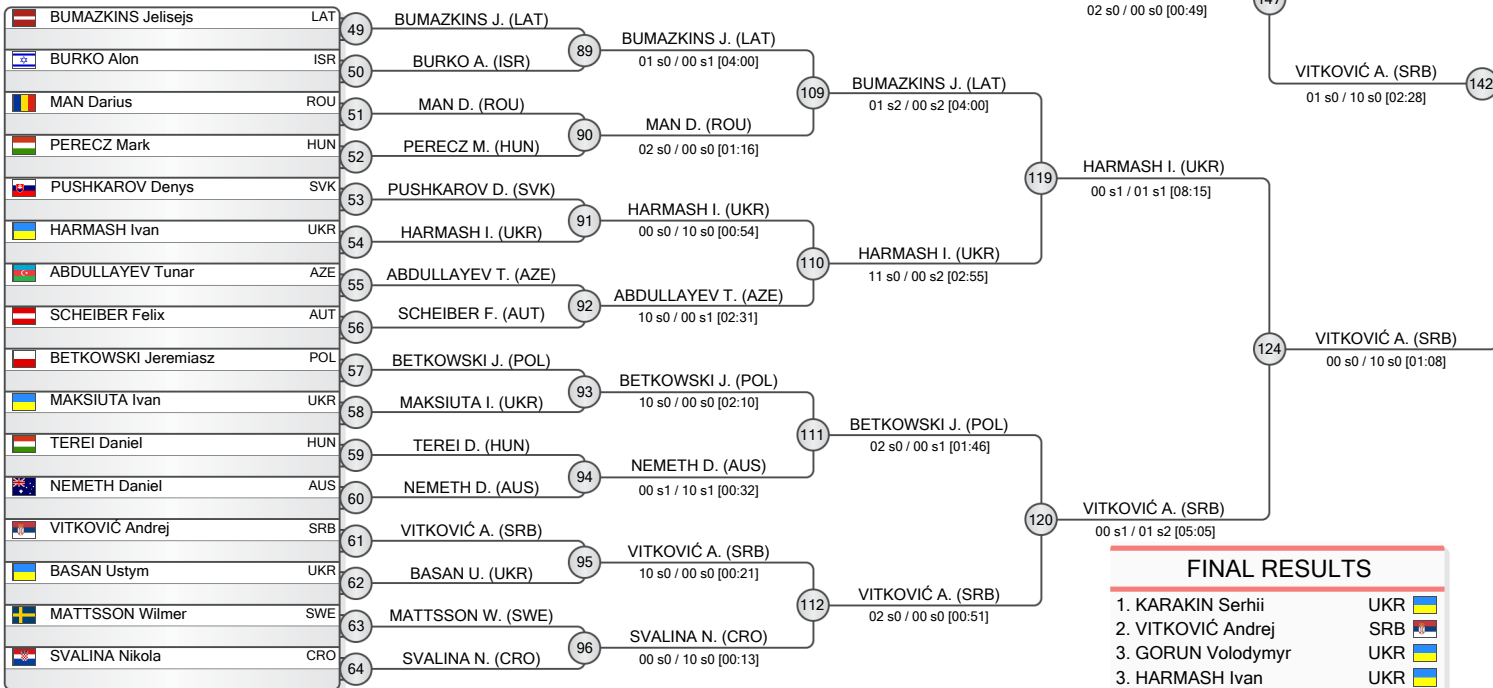 BUMAZKINS Jelisejs LAT
BURKO Alon ISR
MAN Darius ROU
PERECZ Mark HUN
PUSHKAROV Denys SVK
HARMASH Ivan UKR
ABDULLAYEV Tunar AZE
SCHEIBER Felix AUT
BETKOWSKI Jeremiasz POL
MAKSIUTA Ivan UKR
TEREI Daniel HUN
NEMETH Daniel AUS
VITKOVIĆ Andrej SRB
BASAN Ustym UKR
MATTSSON Wilmer SWE
SVALINA Nikola CRO
49 BUMAZKINS J. (LAT)
50 BURKO A. (ISR)
51 MAN D. (ROU)
52 PERECZ M. (HUN)
53 PUSHKAROV D. (SVK)
54 HARMASH I. (UKR)
55 ABDULLAYEV T. (AZE)
56 SCHEIBER F. (AUT)
57 BETKOWSKI J. (POL)
58 MAKSIUTA I. (UKR)
59 TEREI D. (HUN)
60 NEMETH D. (AUS)
61 VITKOVIĆ A. (SRB)
62 BASAN U. (UKR)
63 MATTSSON W. (SWE)
64 SVALINA N. (CRO)
89 BUMAZKINS J. (LAT)
01 s0 / 00 s1 [04:00]
90 MAN D. (ROU)
02 s0 / 00 s0 [01:16]
91 HARMASH I. (UKR)
00 s0 / 10 s0 [00:54]
92 ABDULLAYEV T. (AZE)
10 s0 / 00 s1 [02:31]
93 BETKOWSKI J. (POL)
10 s0 / 00 s0 [02:10]
94 NEMETH D. (AUS)
00 s1 / 10 s1 [00:32]
95 VITKOVIĆ A. (SRB)
10 s0 / 00 s0 [00:21]
96 SVALINA N. (CRO)
00 s0 / 10 s0 [00:13]
109 BUMAZKINS J. (LAT)
01 s2 / 00 s2 [04:00]
110 HARMASH I. (UKR)
11 s0 / 00 s2 [02:55]
111 BETKOWSKI J. (POL)
02 s0 / 00 s1 [01:46]
112 VITKOVIĆ A. (SRB)
02 s0 / 00 s0 [00:51]
119 HARMASH I. (UKR)
00 s1 / 01 s1 [08:15]
120 VITKOVIĆ A. (SRB)
00 s1 / 01 s2 [05:05]
124 VITKOVIĆ A. (SRB)
00 s0 / 10 s0 [01:08]
02 s0 / 00 s0 [00:49]
VITKOVIĆ A. (SRB) 142
01 s0 / 10 s0 [02:28]
FINAL RESULTS
1. KARAKIN Serhii UKR
2. VITKOVIĆ Andrej SRB
3. GORUN Volodymyr UKR
3. HARMASH Ivan UKR